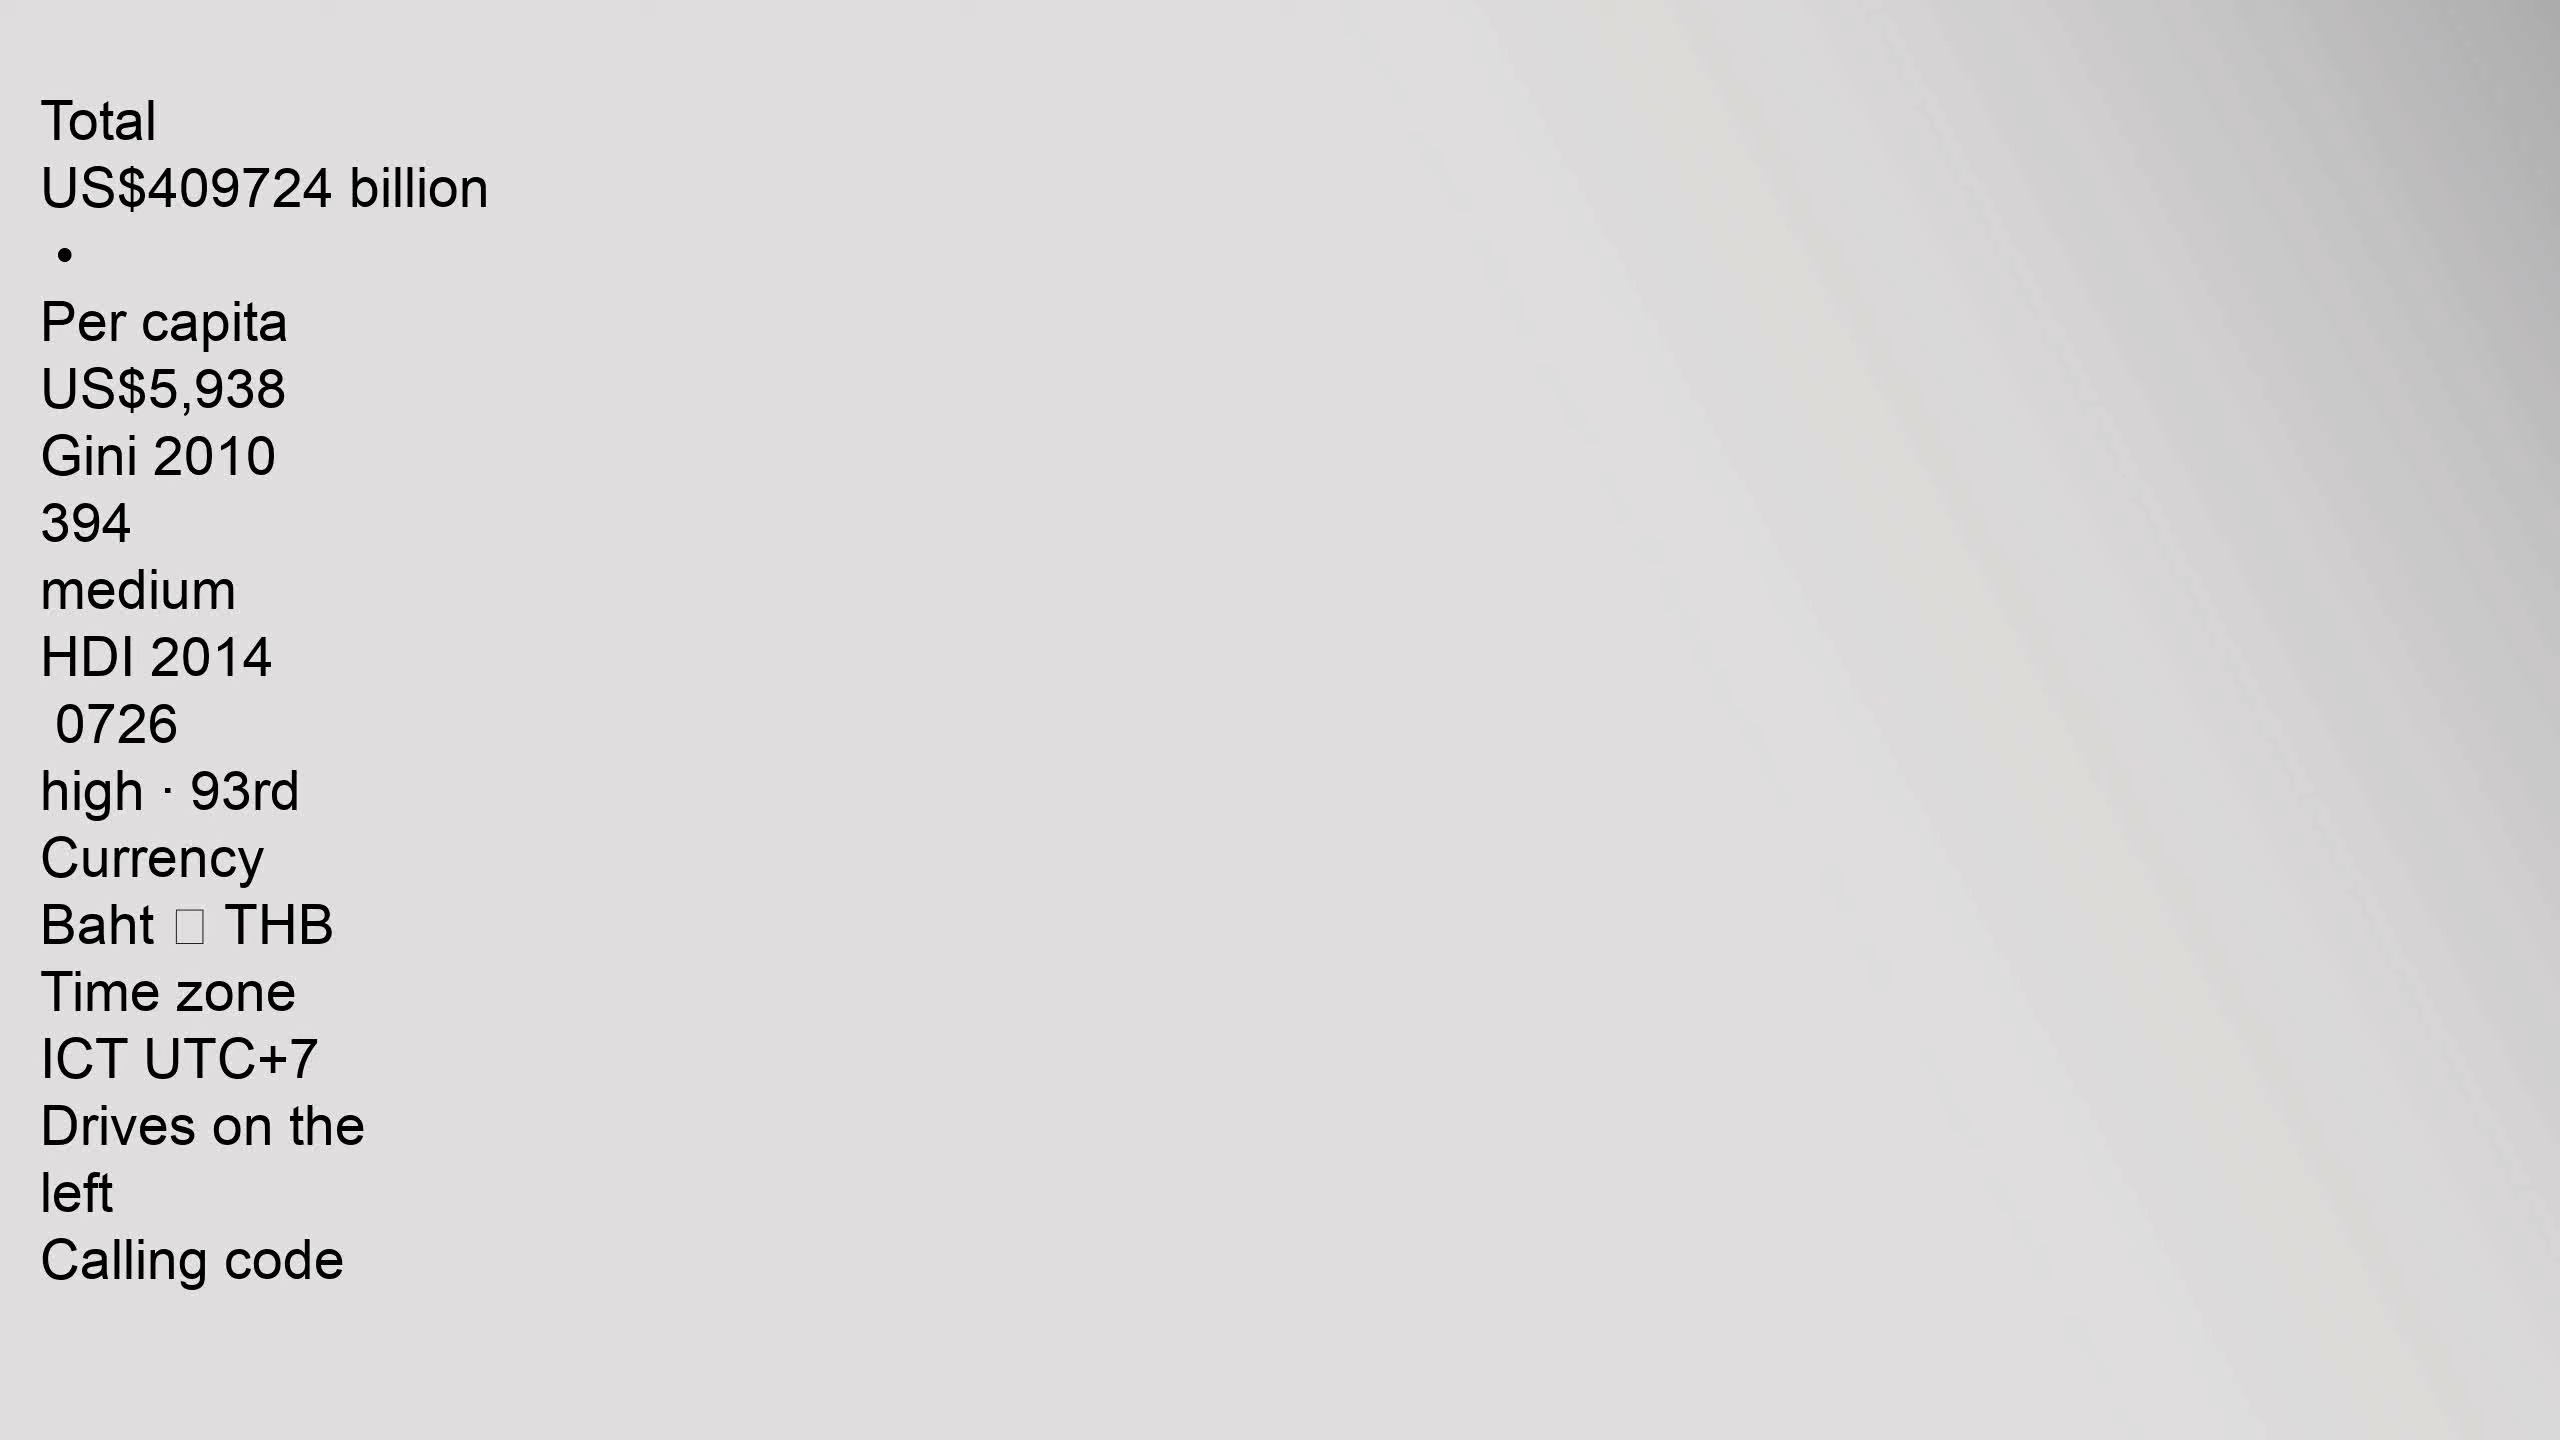 Total
US$409724 billion
•
Per capita
US$5,938
Gini 2010
394
medium
HDI 2014
0726
high · 93rd
Currency
Baht □ THB
Time zone
ICT UTC+7
Drives on the
left
Calling code